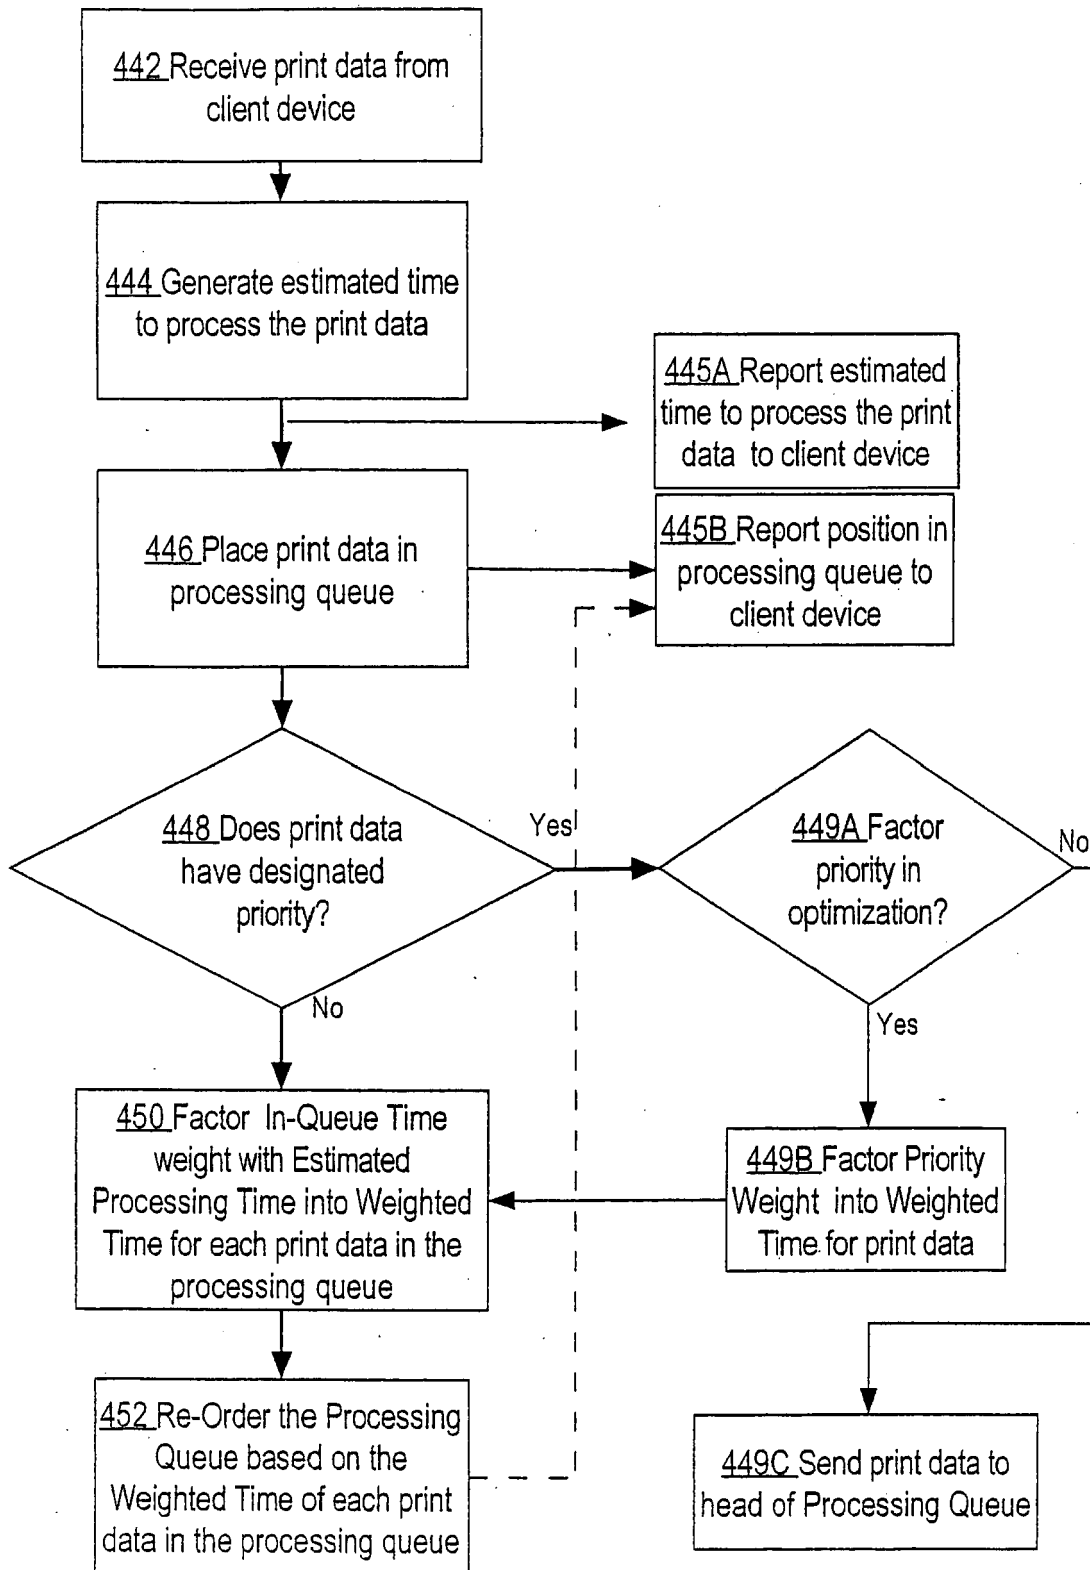 442 Receive print data from
client device
444 Generate estimated time
to process the print data
445A Report estimated
time to process the print
data to client device
446 Place print data in
processing queue
445B Report position in
processing queue to
client device
448 Does print data
have designated
priority?
Yes
449A Factor
priority in
optimization?
No
No
Yes
450 Factor In-Queue Time
weight with Estimated
Processing Time into Weighted
Time for each print data in the
processing queue
449B Factor Priority
Weight into Weighted
Time for print data
452 Re-Order the Processing
Queue based on the
Weighted Time of each print
data in the processing queue
449C Send print data to
head of Processing Queue